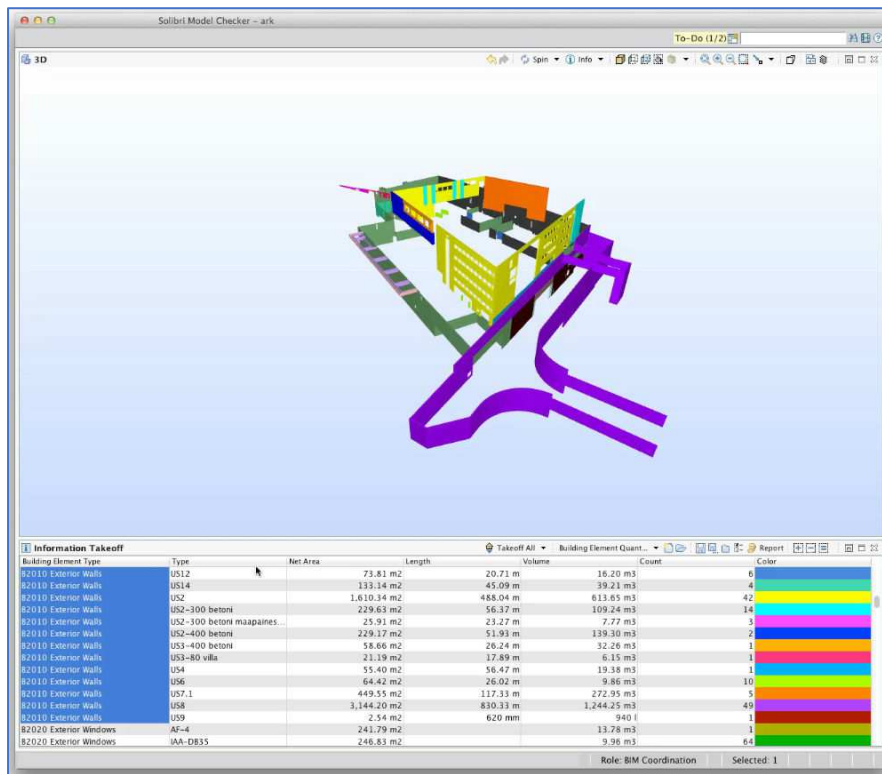 Solibri Model Checker - ark
To-Do (1/2)
3D
Spin Info
Information Takeoff Takeoff All Building Element Quant... Report
Building Element Type Type Net Area Length Volume Count Color
B2010 Exterior Walls US12 73.81 m2 20.71 m 16.20 m3 6
B2010 Exterior Walls US14 133.14 m2 45.09 m 39.21 m3 4
B2010 Exterior Walls US2 1,610.34 m2 488.04 m 613.65 m3 42
B2010 Exterior Walls US2-300 betoni 229.63 m2 56.37 m 109.24 m3 14
B2010 Exterior Walls US2-300 betoni maapaines... 25.91 m2 23.27 m 7.77 m3 3
B2010 Exterior Walls US2-400 betoni 229.17 m2 51.93 m 139.30 m3 2
B2010 Exterior Walls US3-400 betoni 58.66 m2 26.24 m 32.26 m3 1
B2010 Exterior Walls US3-80 villa 21.19 m2 17.89 m 6.15 m3 1
B2010 Exterior Walls US4 55.40 m2 56.47 m 19.38 m3 1
B2010 Exterior Walls US6 64.42 m2 26.02 m 9.86 m3 10
B2010 Exterior Walls US7.1 449.55 m2 117.33 m 272.95 m3 5
B2010 Exterior Walls US8 3,144.20 m2 830.33 m 1,244.25 m3 49
B2010 Exterior Walls US9 2.54 m2 620 mm 940 l 1
B2020 Exterior Windows AF-4 241.79 m2 13.78 m3 1
B2020 Exterior Windows IAA-DB35 246.83 m2 9.96 m3 64
Role: BIM Coordination Selected: 1